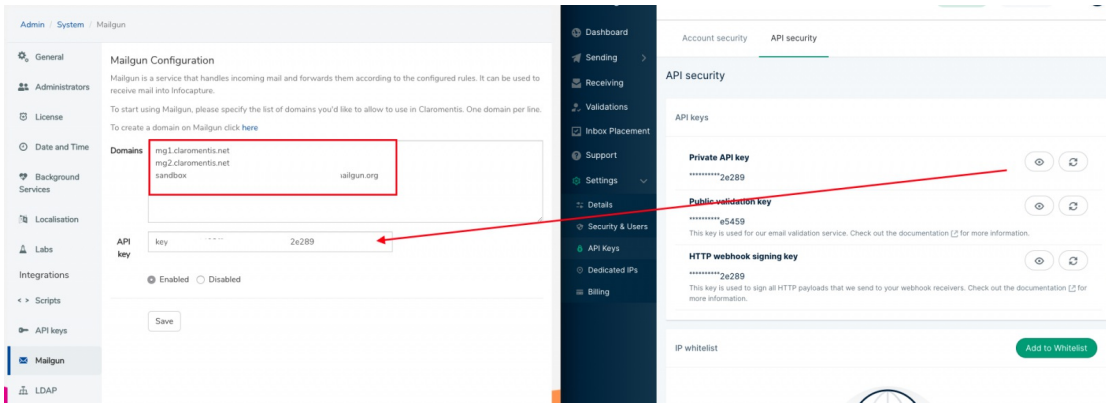 Admin / System / Mailgun
General
Administrators
License
Date and Time
Background
Services
Localisation
Labs
Integrations
Scripts
API keys
Mailgun
LDAP
Mailgun Configuration
Mailgun is a service that handles incoming mail and forwards them according to the configured rules. It can be used to
receive mail into Infocapture.
To start using Mailgun, please specify the list of domains you'd like to allow to use in Claromentis. One domain per line.
To create a domain on Mailgun click here
Domains
mg1.claromentis.net
mg2.claromentis.net
sandbox ailgun.org
API
key
key 2e289
Enabled Disabled
Save
Dashboard
Sending
Receiving
Validations
Inbox Placement
Support
Settings
Details
Security & Users
API Keys
Dedicated IPs
Billing
Account security API security
API security
API keys
Private API key
**********2e289
Public validation key
**********e5459
This key is used for our email validation service. Check out the documentation for more information.
HTTP webhook signing key
**********2e289
This key is used to sign all HTTP payloads that we send to your webhook receivers. Check out the documentation for
more information.
IP whitelist
Add to Whitelist